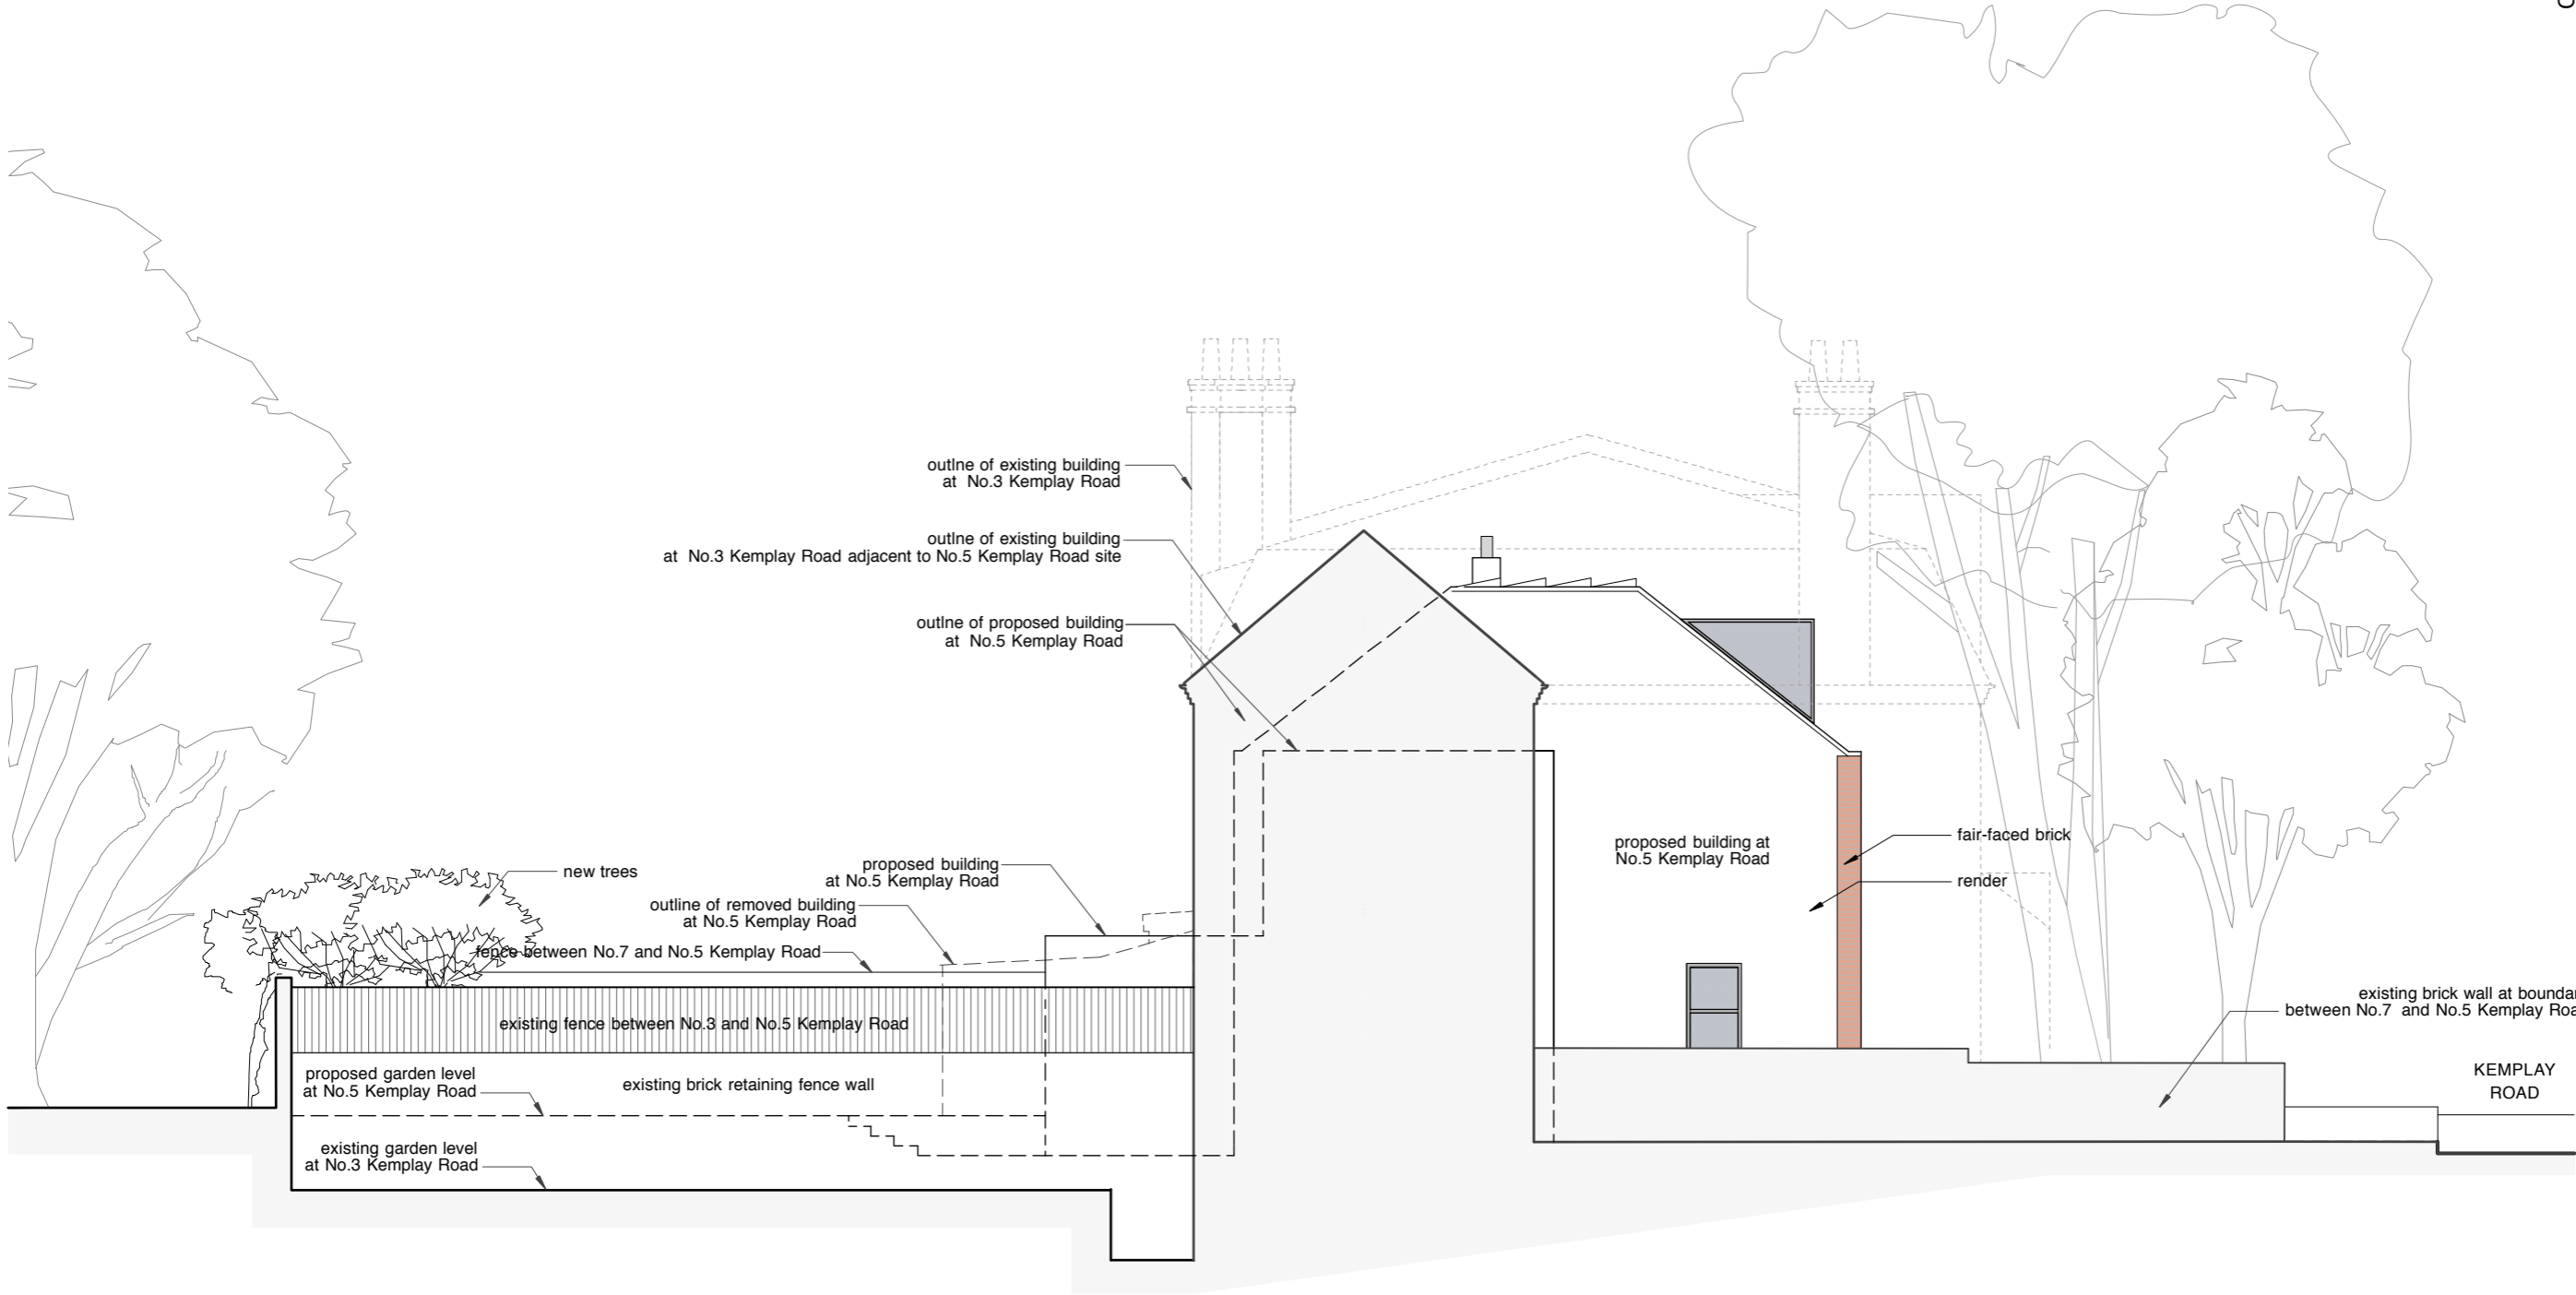 outlne of existing building
at No.3 Kemplay Road
outlne of existing building
at No.3 Kemplay Road adjacent to No.5 Kemplay Road site
outlne of proposed building
at No.5 Kemplay Road
new trees
proposed building
at No.5 Kemplay Road
outline of removed building
at No.5 Kemplay Road
fence between No.7 and No.5 Kemplay Road
existing fence between No.3 and No.5 Kemplay Road
proposed garden level
at No.5 Kemplay Road
existing brick retaining fence wall
existing garden level
at No.3 Kemplay Road
proposed building at
No.5 Kemplay Road
fair-faced brick
render
existing brick wall at bounda
between No.7 and No.5 Kemplay Roa
KEMPLAY
ROAD